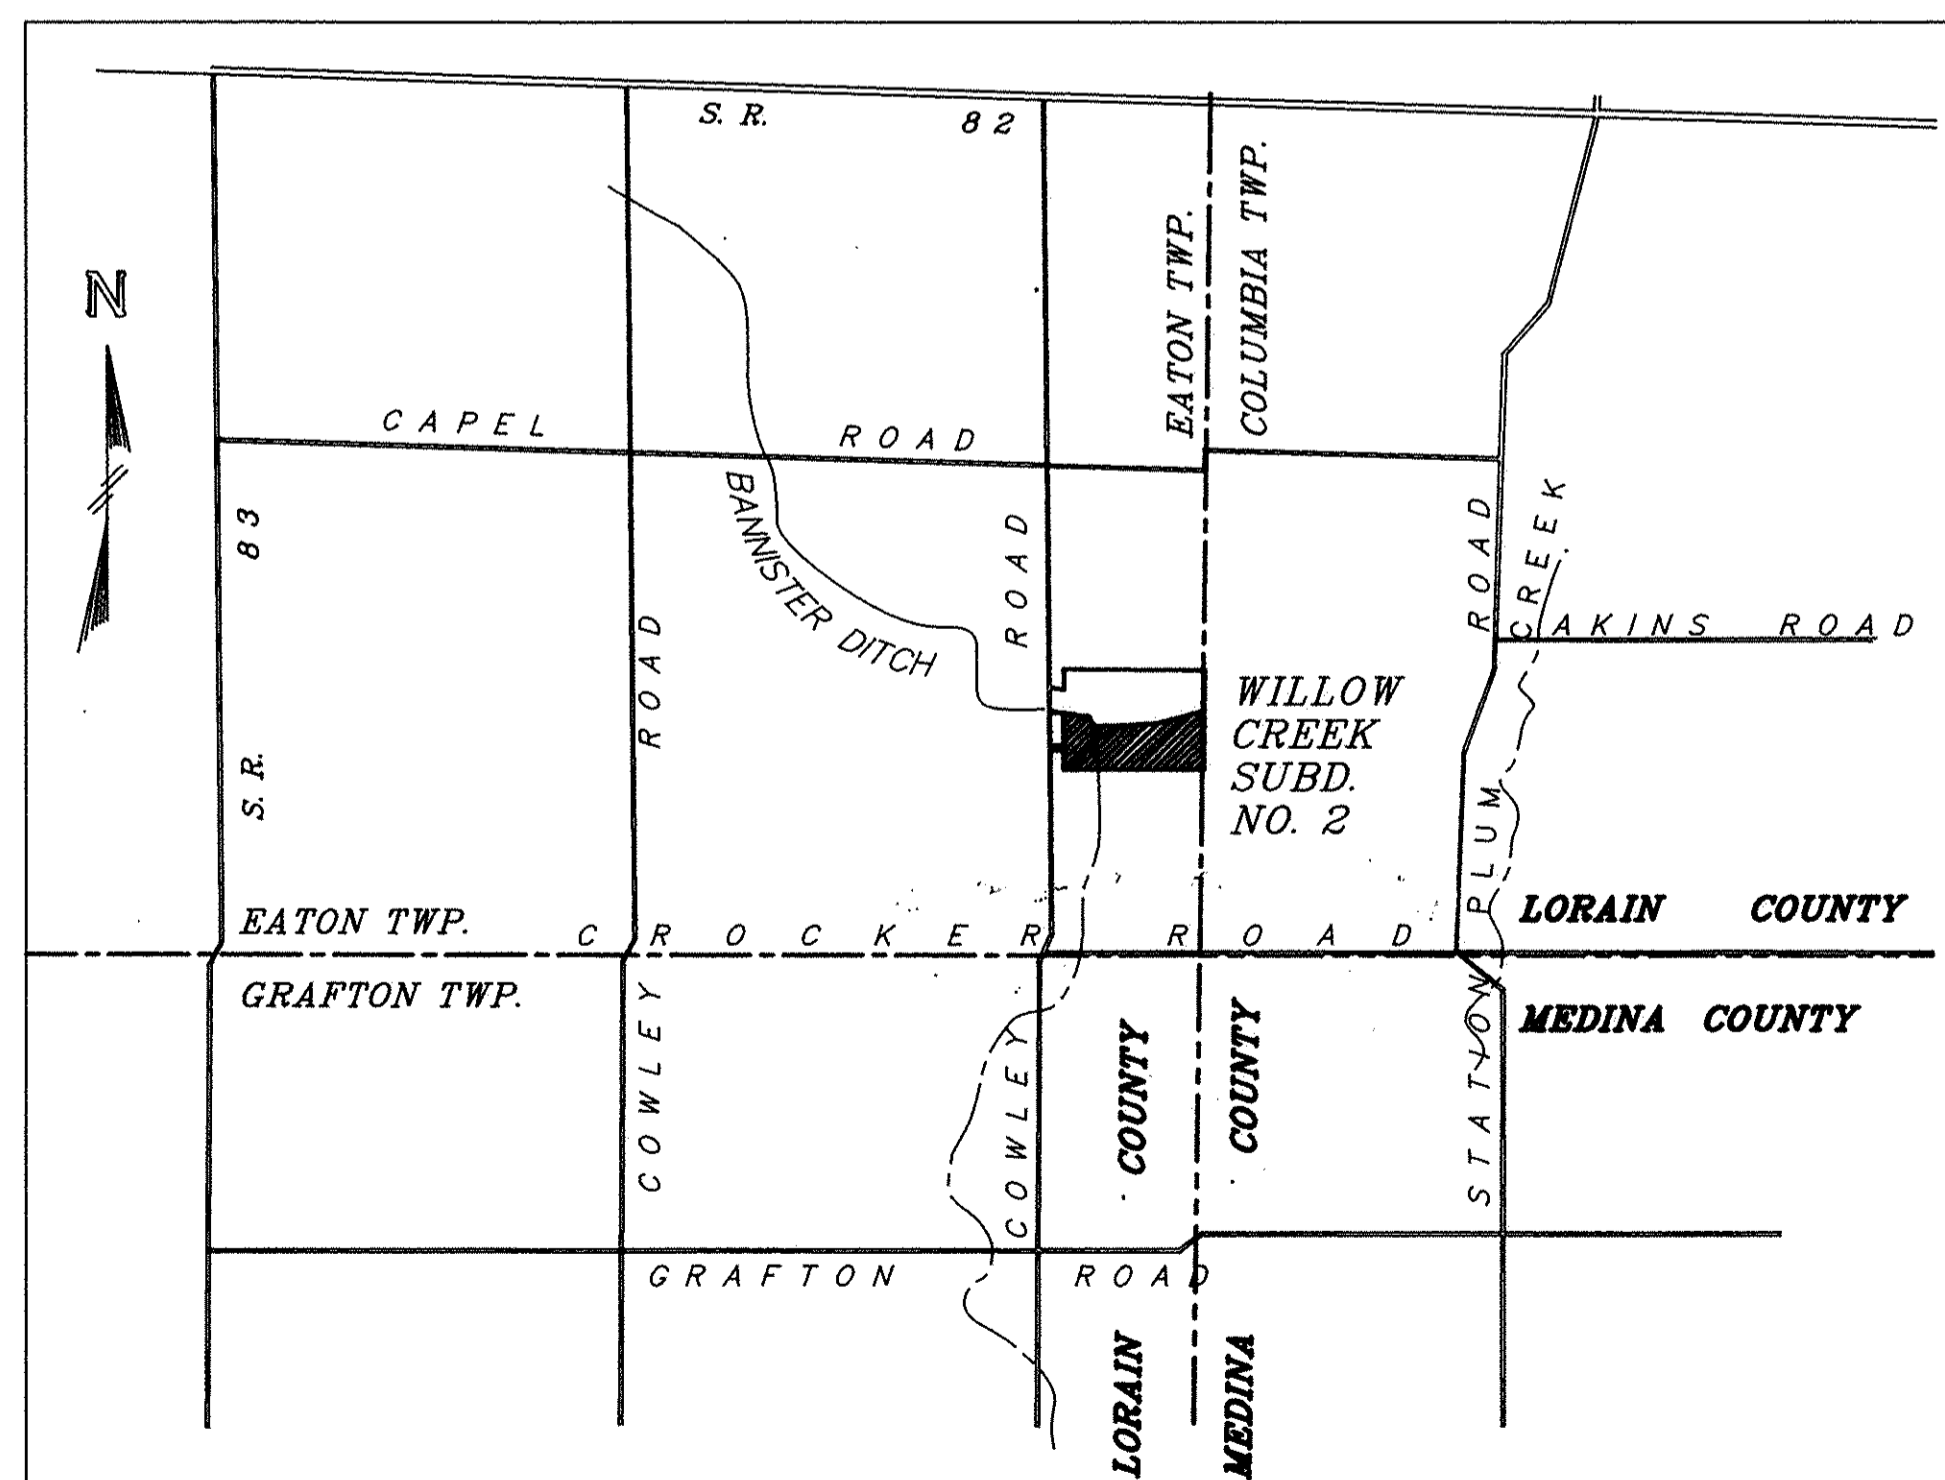 S. R. 82
N
EATON TWP.
COLUMBIA TWP.
CAPEL ROAD
S. R. 83
BANNISTER DITCH
COWLEY ROAD
COWLEY ROAD
STATION ROAD
PLUM CREEK
AKINS ROAD
WILLOW
CREEK
SUBD.
NO. 2
EATON TWP.
CROCKER ROAD
LORAIN COUNTY
GRAFTON TWP.
MEDINA COUNTY
LORAIN COUNTY
MEDINA COUNTY
GRAFTON ROAD